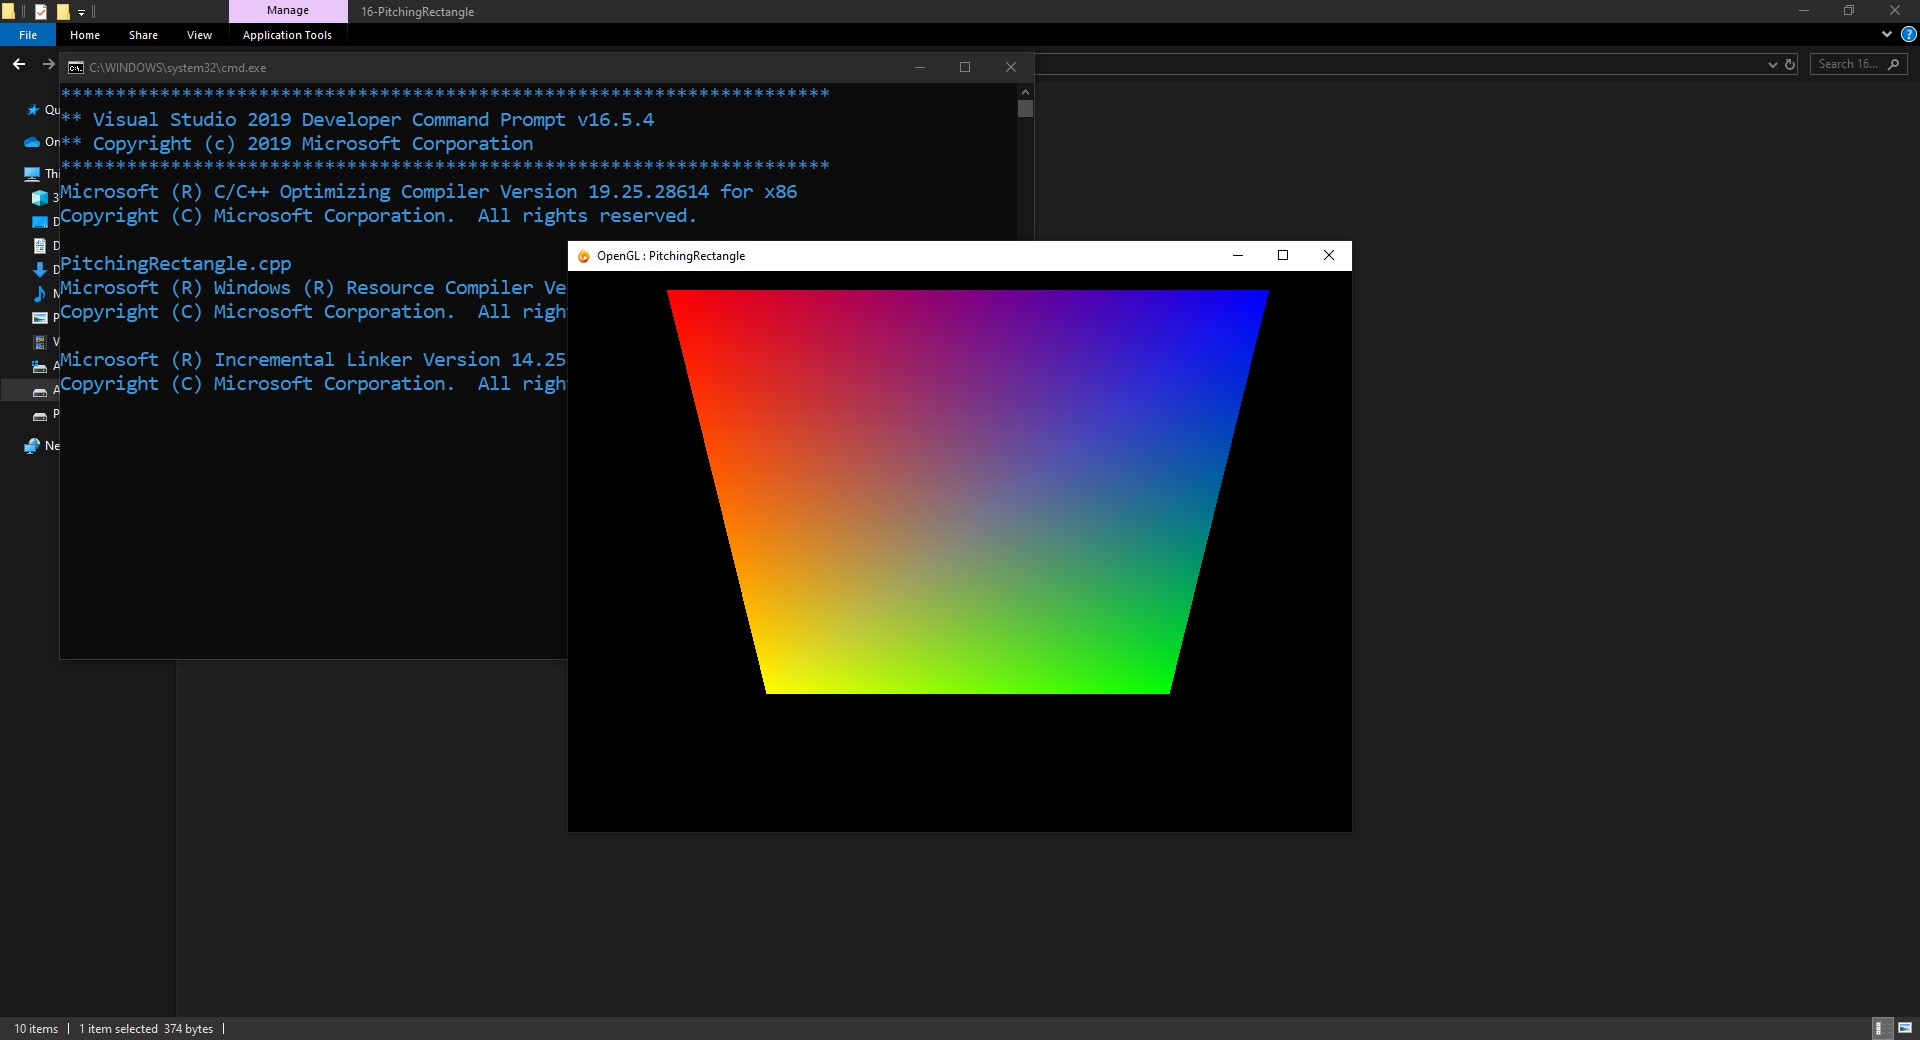 Manage
16-PitchingRectangle
File
Home
Share
View
Application Tools
C:\WINDOWS\system32\cmd.exe
Search 16...
**********************************************************************
** Visual Studio 2019 Developer Command Prompt v16.5.4
** Copyright (c) 2019 Microsoft Corporation
**********************************************************************
Microsoft (R) C/C++ Optimizing Compiler Version 19.25.28614 for x86
Copyright (C) Microsoft Corporation.  All rights reserved.
OpenGL : PitchingRectangle
PitchingRectangle.cpp
Microsoft (R) Windows (R) Resource Compiler Ve
Copyright (C) Microsoft Corporation.  All righ
Microsoft (R) Incremental Linker Version 14.25
Copyright (C) Microsoft Corporation.  All righ
Qu
On
Thi
3
D
D
D
M
P
V
A
A
P
Ne
10 items
1 item selected
374 bytes